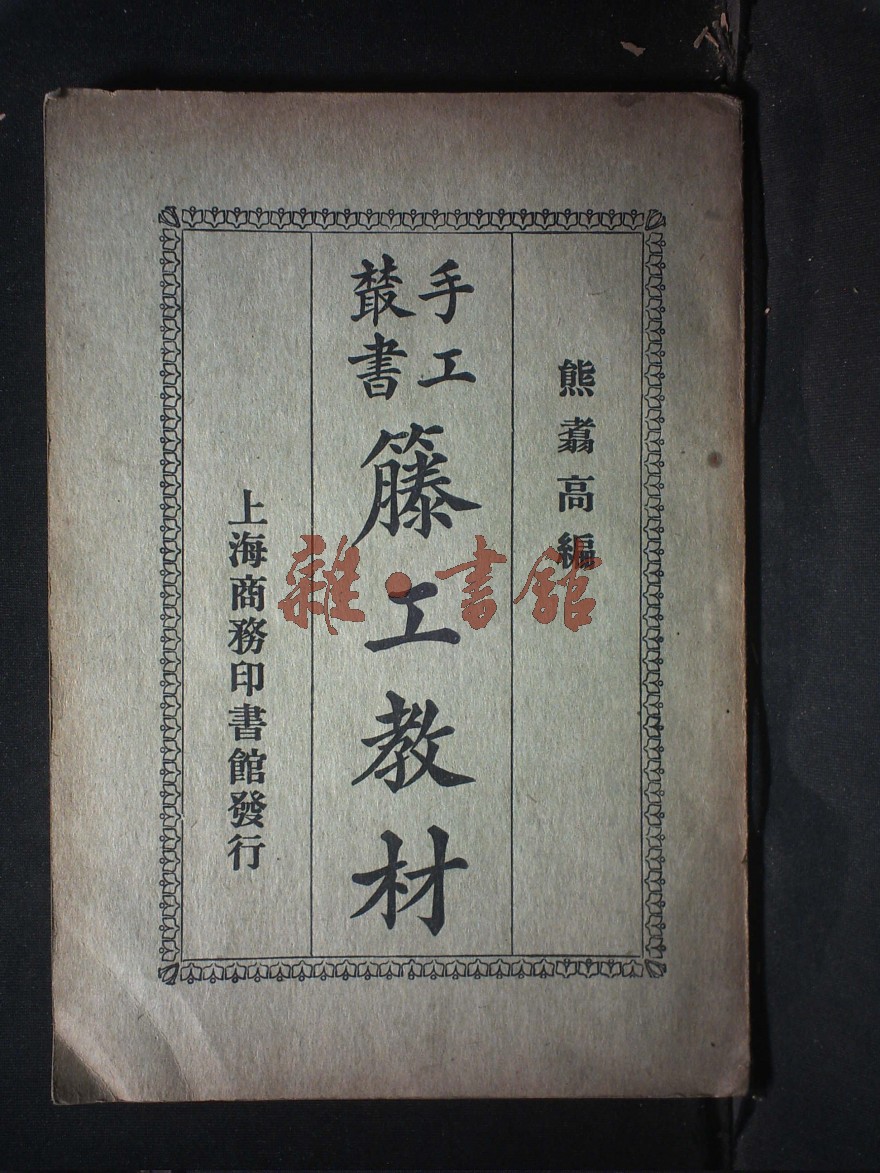 熊翥高編
手工
叢書
籐工教材
上海商務印書館發行
雜·書館